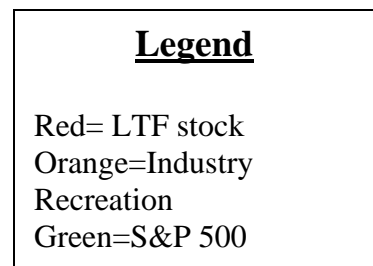 Legend
Red= LTF stock
Orange=Industry
Recreation
Green=S&P 500